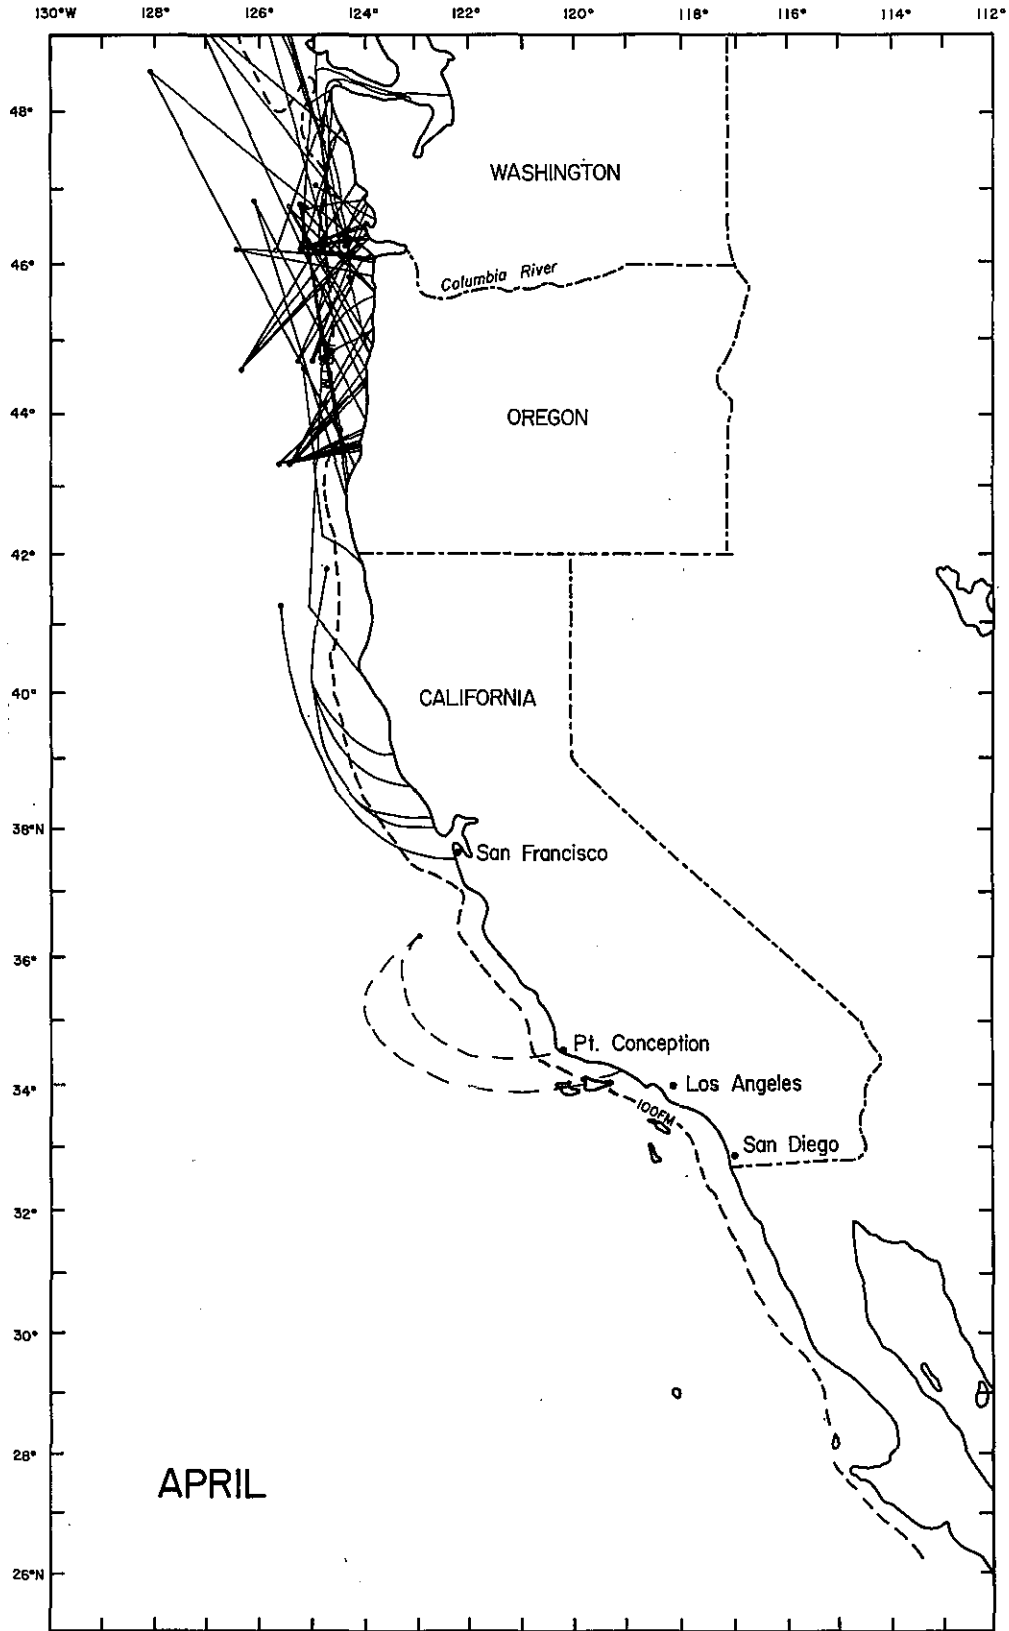 130°W 128° 126° 124° 122° 120° 118° 116° 114° 112°
48°
WASHINGTON
46°
Columbia River
44°
OREGON
42°
40°
CALIFORNIA
38°N
San Francisco
36°
Pt. Conception
34°
Los Angeles
100FM
San Diego
32°
30°
28°
APRIL
26°N